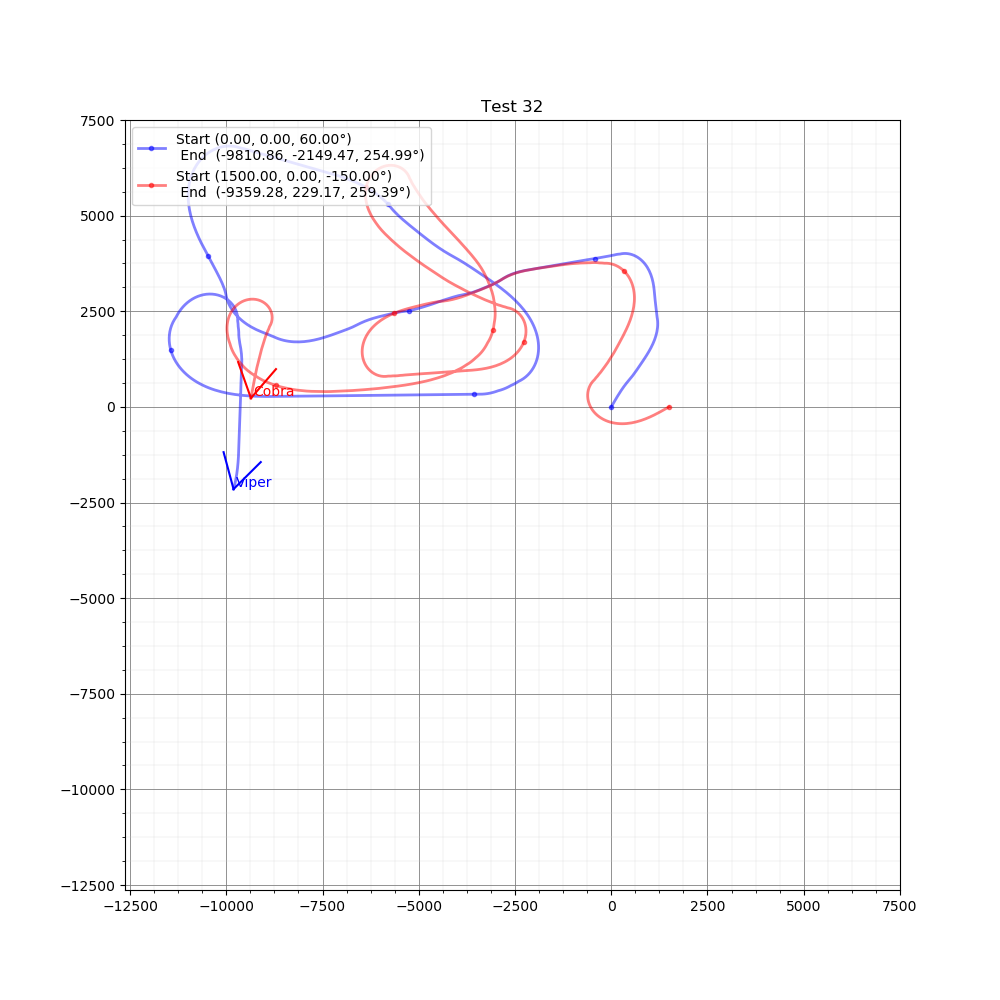 Test 32
Start (0.00, 0.00, 60.00°)
End (-9810.86, -2149.47, 254.99°)
Start (1500.00, 0.00, -150.00°)
End (-9359.28, 229.17, 259.39°)
7500
5000
2500
0
−2500
−5000
−7500
−10000
−12500
Cobra
Viper
−12500 −10000 −7500 −5000 −2500 0 2500 5000 7500